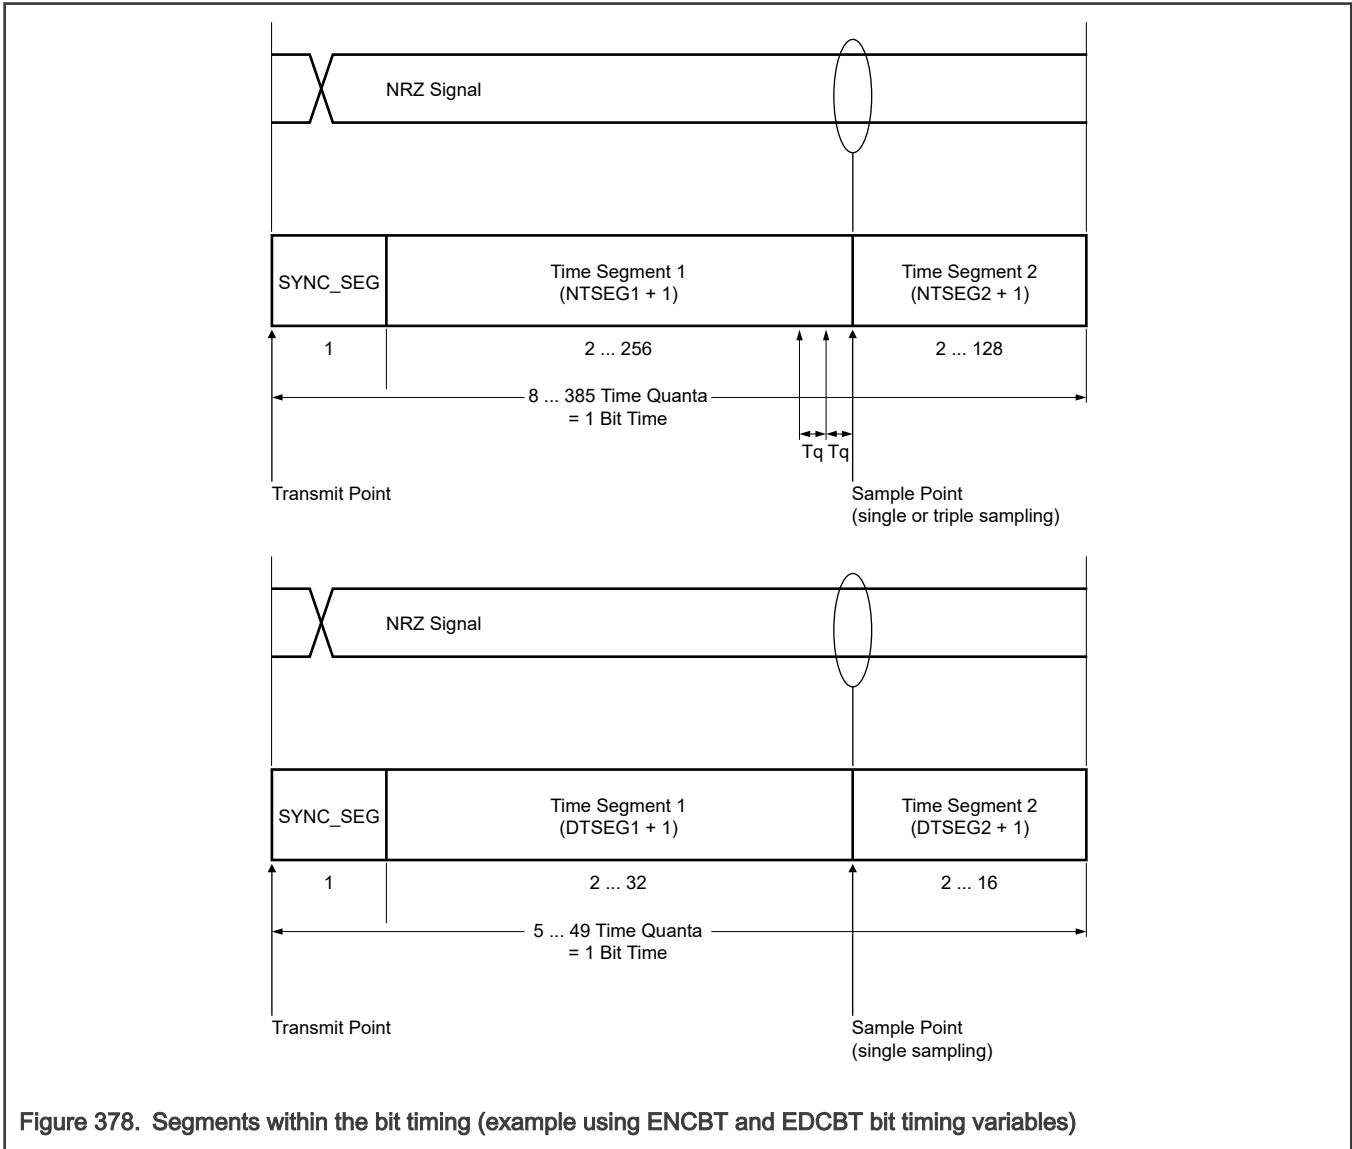 NRZ Signal
SYNC_SEG
Time Segment 1
(NTSEG1 + 1)
Time Segment 2
(NTSEG2 + 1)
1
2 ... 256
2 ... 128
8 ... 385 Time Quanta
= 1 Bit Time
Tq Tq
Transmit Point
Sample Point
(single or triple sampling)
NRZ Signal
SYNC_SEG
Time Segment 1
(DTSEG1 + 1)
Time Segment 2
(DTSEG2 + 1)
1
2 ... 32
2 ... 16
5 ... 49 Time Quanta
= 1 Bit Time
Transmit Point
Sample Point
(single sampling)
Figure 378. Segments within the bit timing (example using ENCBT and EDCBT bit timing variables)